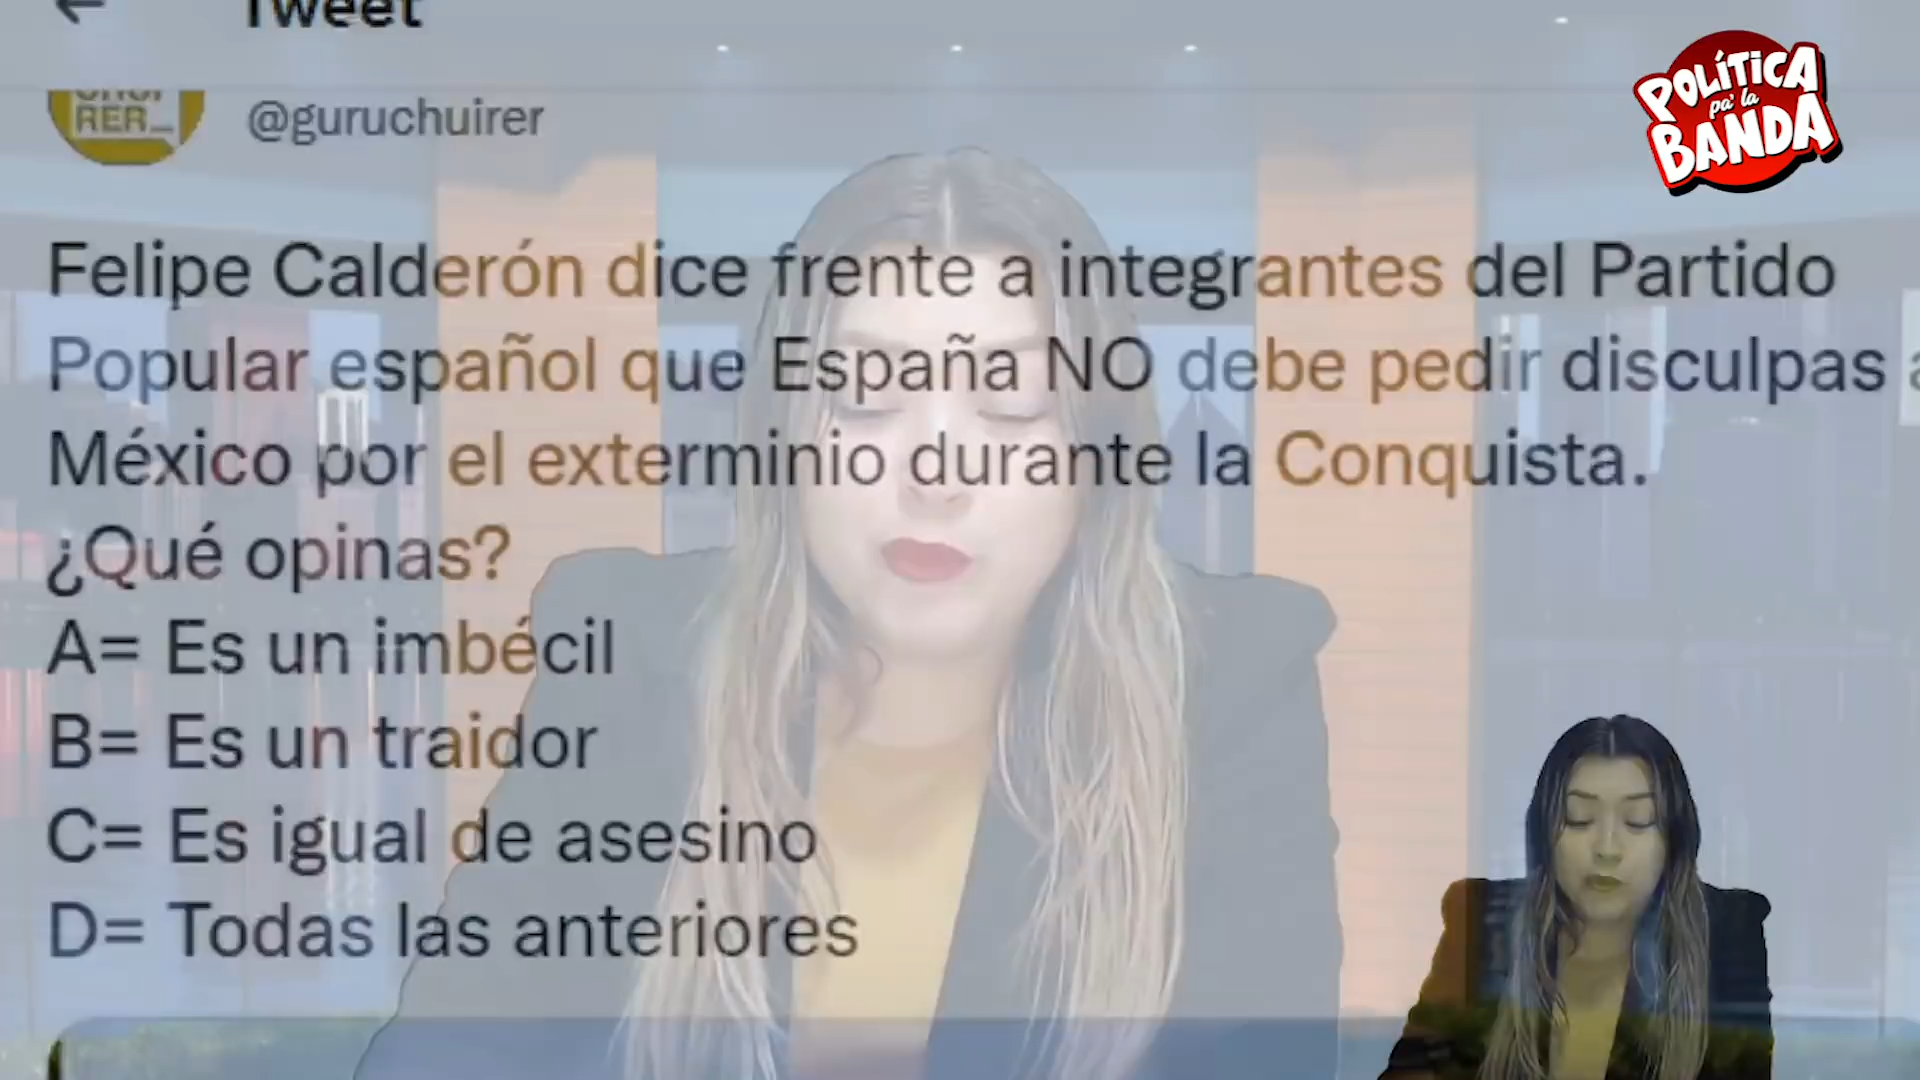 Tweet
RER_
@guruchuirer
POLÍTICA
pa' la
BANDA
Felipe Calderón dice frente a integrantes del Partido
Popular español que España NO debe pedir disculpas a
México por el exterminio durante la Conquista.
¿Qué opinas?
A= Es un imbécil
B= Es un traidor
C= Es igual de asesino
D= Todas las anteriores